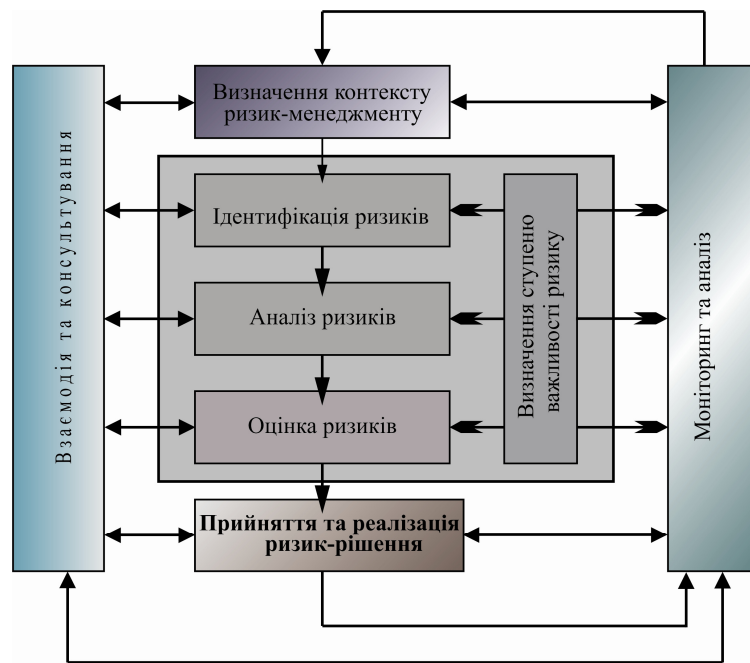 Взаємодія та консультування
Визначення контексту
ризик-менеджменту
Ідентифікація ризиків
Аналіз ризиків
Оцінка ризиків
Визначення ступеню
важливості ризику
Прийняття та реалізація
ризик-рішення
Моніторинг та аналіз